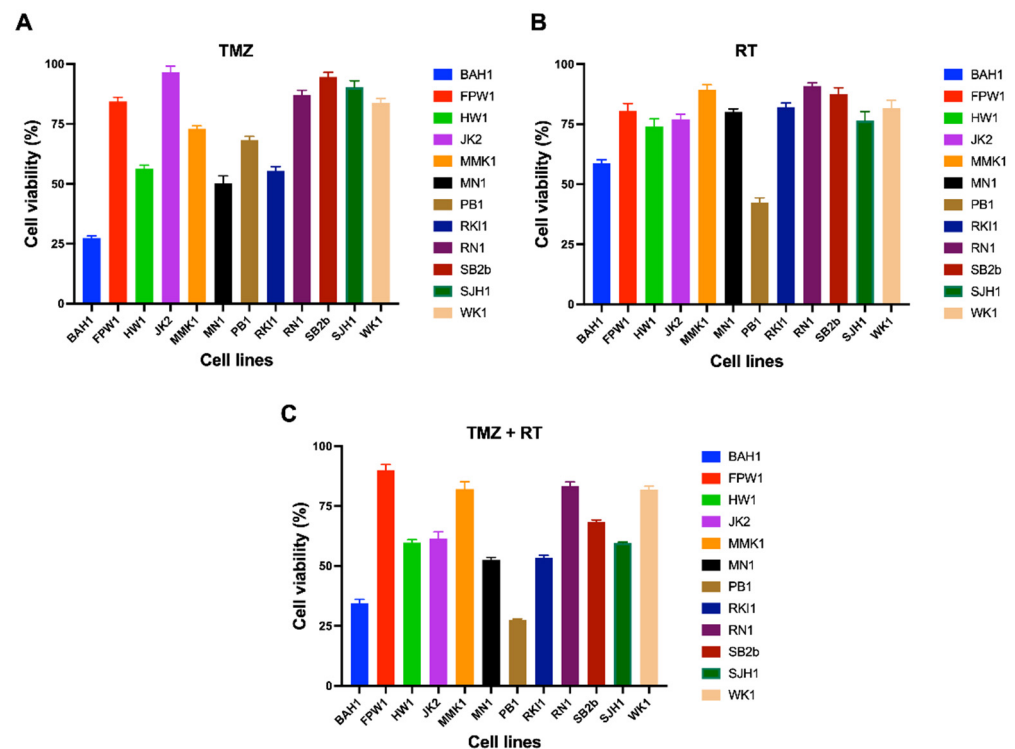 A
TMZ
Cell viability (%)
100
75
50
25
0
BAH1
FPW1
HW1
JK2
MMK1
MN1
PB1
RKI1
RN1
SB2b
SJH1
WK1
Cell lines
BAH1
FPW1
HW1
JK2
MMK1
MN1
PB1
RKI1
RN1
SB2b
SJH1
WK1
B
RT
Cell viability (%)
100
75
50
25
0
BAH1
FPW1
HW1
JK2
MMK1
MN1
PB1
RKI1
RN1
SB2b
SJH1
WK1
Cell lines
BAH1
FPW1
HW1
JK2
MMK1
MN1
PB1
RKI1
RN1
SB2b
SJH1
WK1
C
TMZ + RT
Cell viability (%)
100
75
50
25
0
BAH1
FPW1
HW1
JK2
MMK1
MN1
PB1
RKI1
RN1
SB2b
SJH1
WK1
Cell lines
BAH1
FPW1
HW1
JK2
MMK1
MN1
PB1
RKI1
RN1
SB2b
SJH1
WK1